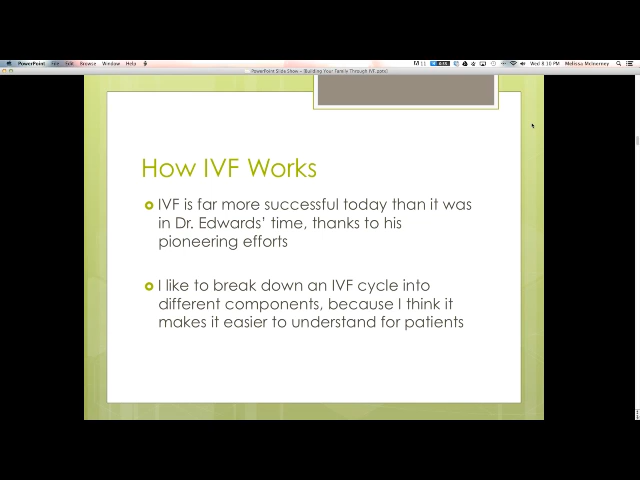 PowerPoint File Edit Browse Window Help
Wed 8:10 PM Melissa McInerney
PowerPoint Slide Show - Building Your Family Through IVF.pptx
How IVF Works
IVF is far more successful today than it was
in Dr. Edwards’ time, thanks to his
pioneering efforts
I like to break down an IVF cycle into
different components, because I think it
makes it easier to understand for patients